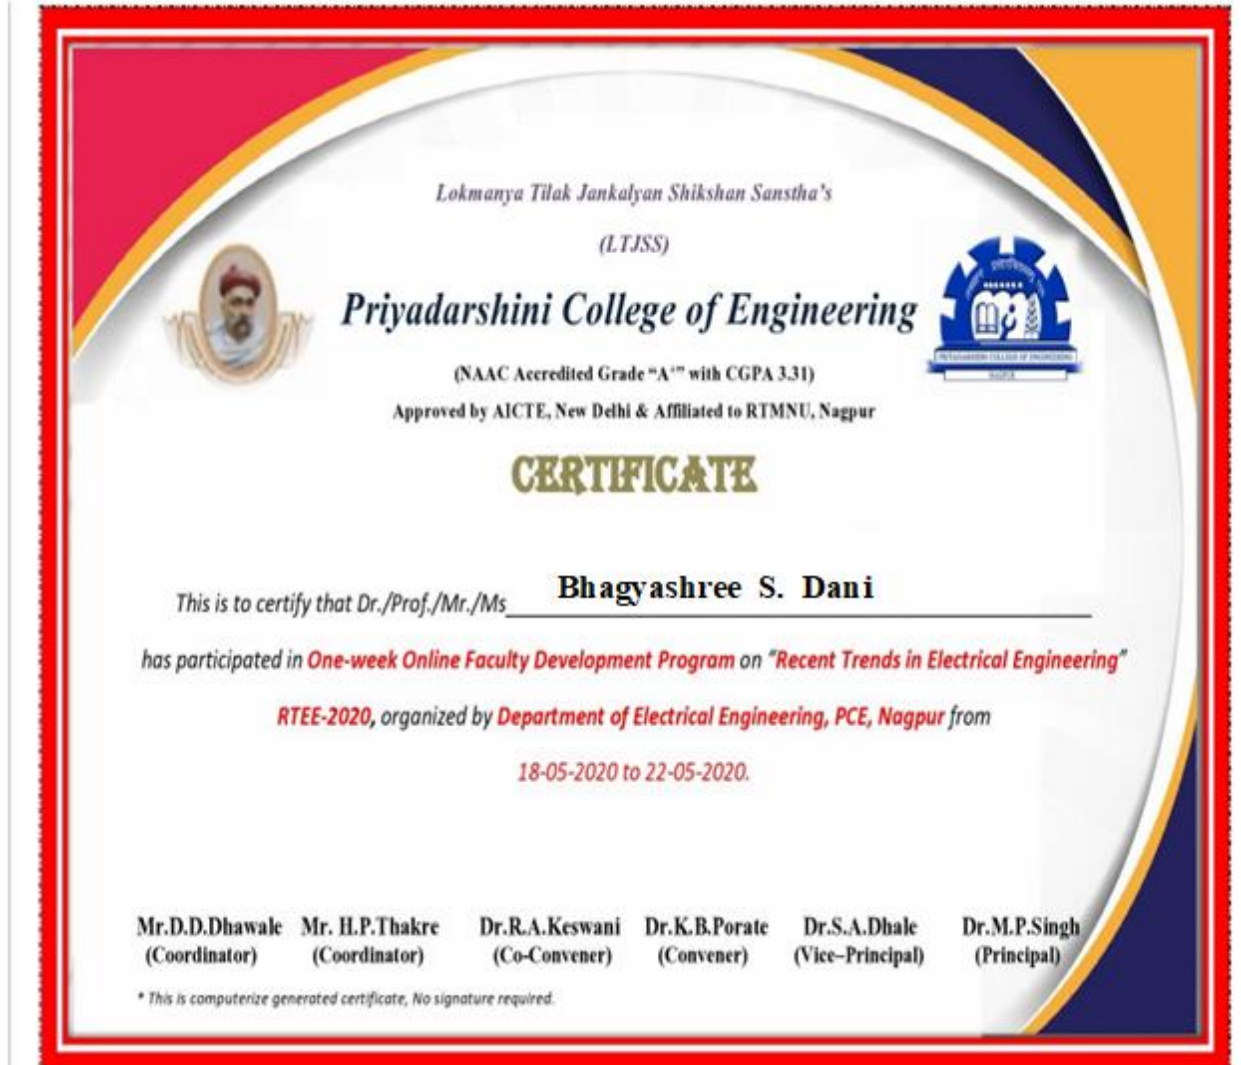 Lokmanya Tilak Jankalyan Shikshan Sanstha's
(LTJSS)
Priyadarshini College of Engineering
(NAAC Accredited Grade “A+” with CGPA 3.31)
Approved by AICTE, New Delhi & Affiliated to RTMNU, Nagpur
PRIYADARSHINI COLLEGE OF ENGINEERING
NAGPUR
CERTIFICATE
This is to certify that Dr./Prof./Mr./Ms Bhagyashree S. Dani
has participated in One-week Online Faculty Development Program on “Recent Trends in Electrical Engineering”
RTEE-2020, organized by Department of Electrical Engineering, PCE, Nagpur from
18-05-2020 to 22-05-2020.
Mr.D.D.Dhawale Mr. H.P.Thakre Dr.R.A.Keswani Dr.K.B.Porate Dr.S.A.Dhale Dr.M.P.Singh
(Coordinator) (Coordinator) (Co-Convener) (Convener) (Vice–Principal) (Principal)
* This is computerize generated certificate, No signature required.